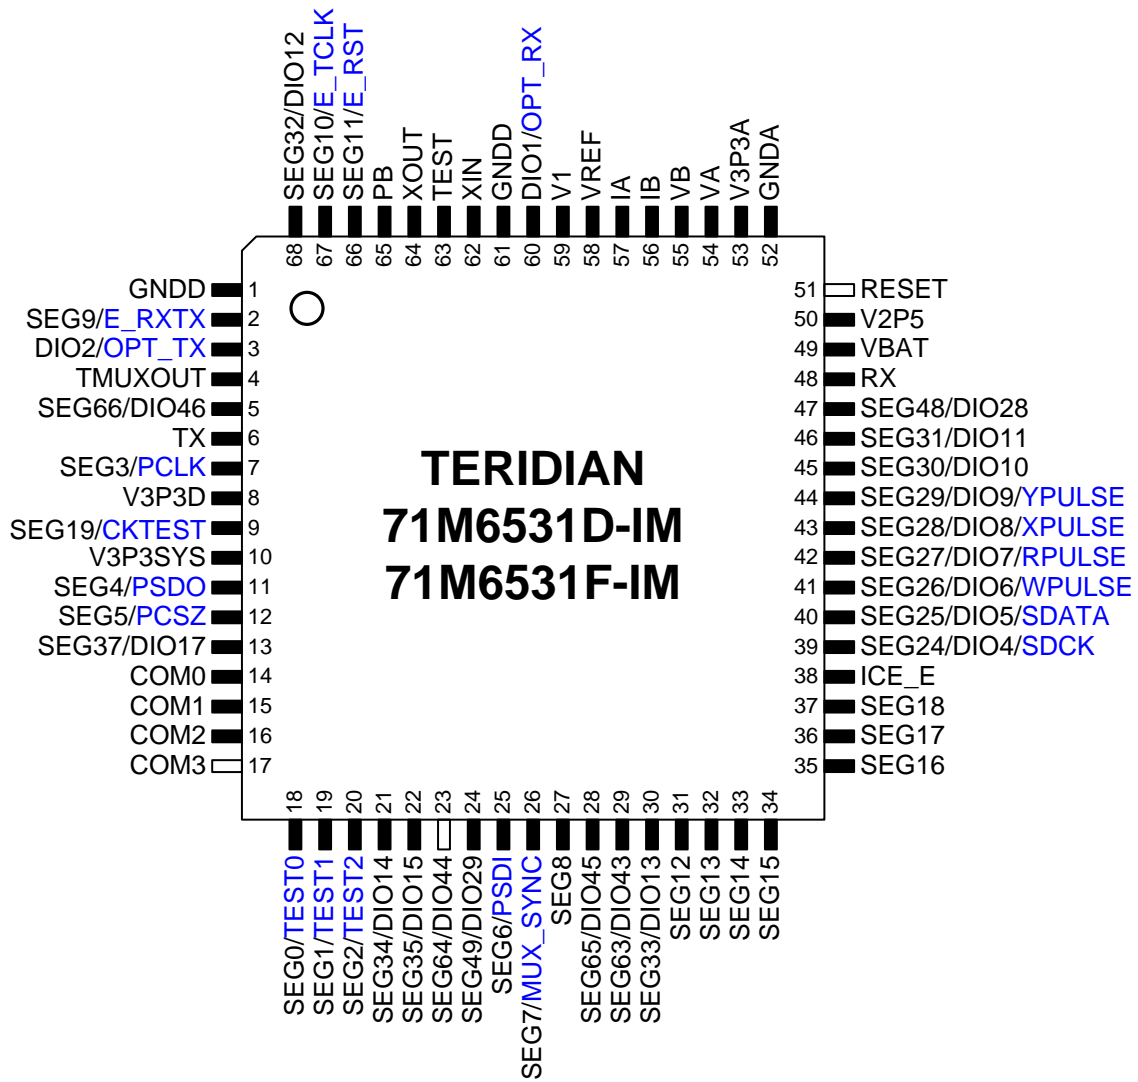 SEG32/DIO12
SEG10/E_TCLK
SEG11/E_RST
PB
XOUT
TEST
XIN
GNDD
DIO1/OPT_RX
V1
VREF
IA
IB
VB
VA
V3P3A
GNDA
68
67
66
65
64
63
62
61
60
59
58
57
56
55
54
53
52
GNDD 1
SEG9/E_RXTX 2
DIO2/OPT_TX 3
TMUXOUT 4
SEG66/DIO46 5
TX 6
SEG3/PCLK 7
V3P3D 8
SEG19/CKTEST 9
V3P3SYS 10
SEG4/PSDO 11
SEG5/PCSZ 12
SEG37/DIO17 13
COM0 14
COM1 15
COM2 16
COM3 17
TERIDIAN
71M6531D-IM
71M6531F-IM
51 RESET
50 V2P5
49 VBAT
48 RX
47 SEG48/DIO28
46 SEG31/DIO11
45 SEG30/DIO10
44 SEG29/DIO9/YPULSE
43 SEG28/DIO8/XPULSE
42 SEG27/DIO7/RPULSE
41 SEG26/DIO6/WPULSE
40 SEG25/DIO5/SDATA
39 SEG24/DIO4/SDCK
38 ICE_E
37 SEG18
36 SEG17
35 SEG16
18
19
20
21
22
23
24
25
26
27
28
29
30
31
32
33
34
SEG0/TEST0
SEG1/TEST1
SEG2/TEST2
SEG34/DIO14
SEG35/DIO15
SEG64/DIO44
SEG49/DIO29
SEG6/PSDI
SEG7/MUX_SYNC
SEG8
SEG65/DIO45
SEG63/DIO43
SEG33/DIO13
SEG12
SEG13
SEG14
SEG15